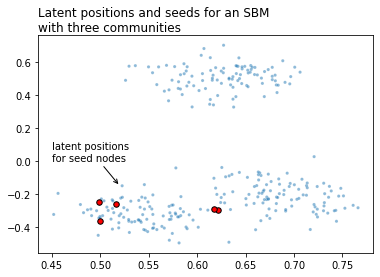 Latent positions and seeds for an SBM
with three communities
0.6
0.4
0.2
latent positions
for seed nodes
0.0
−0.2
−0.4
0.45 0.50 0.55 0.60 0.65 0.70 0.75